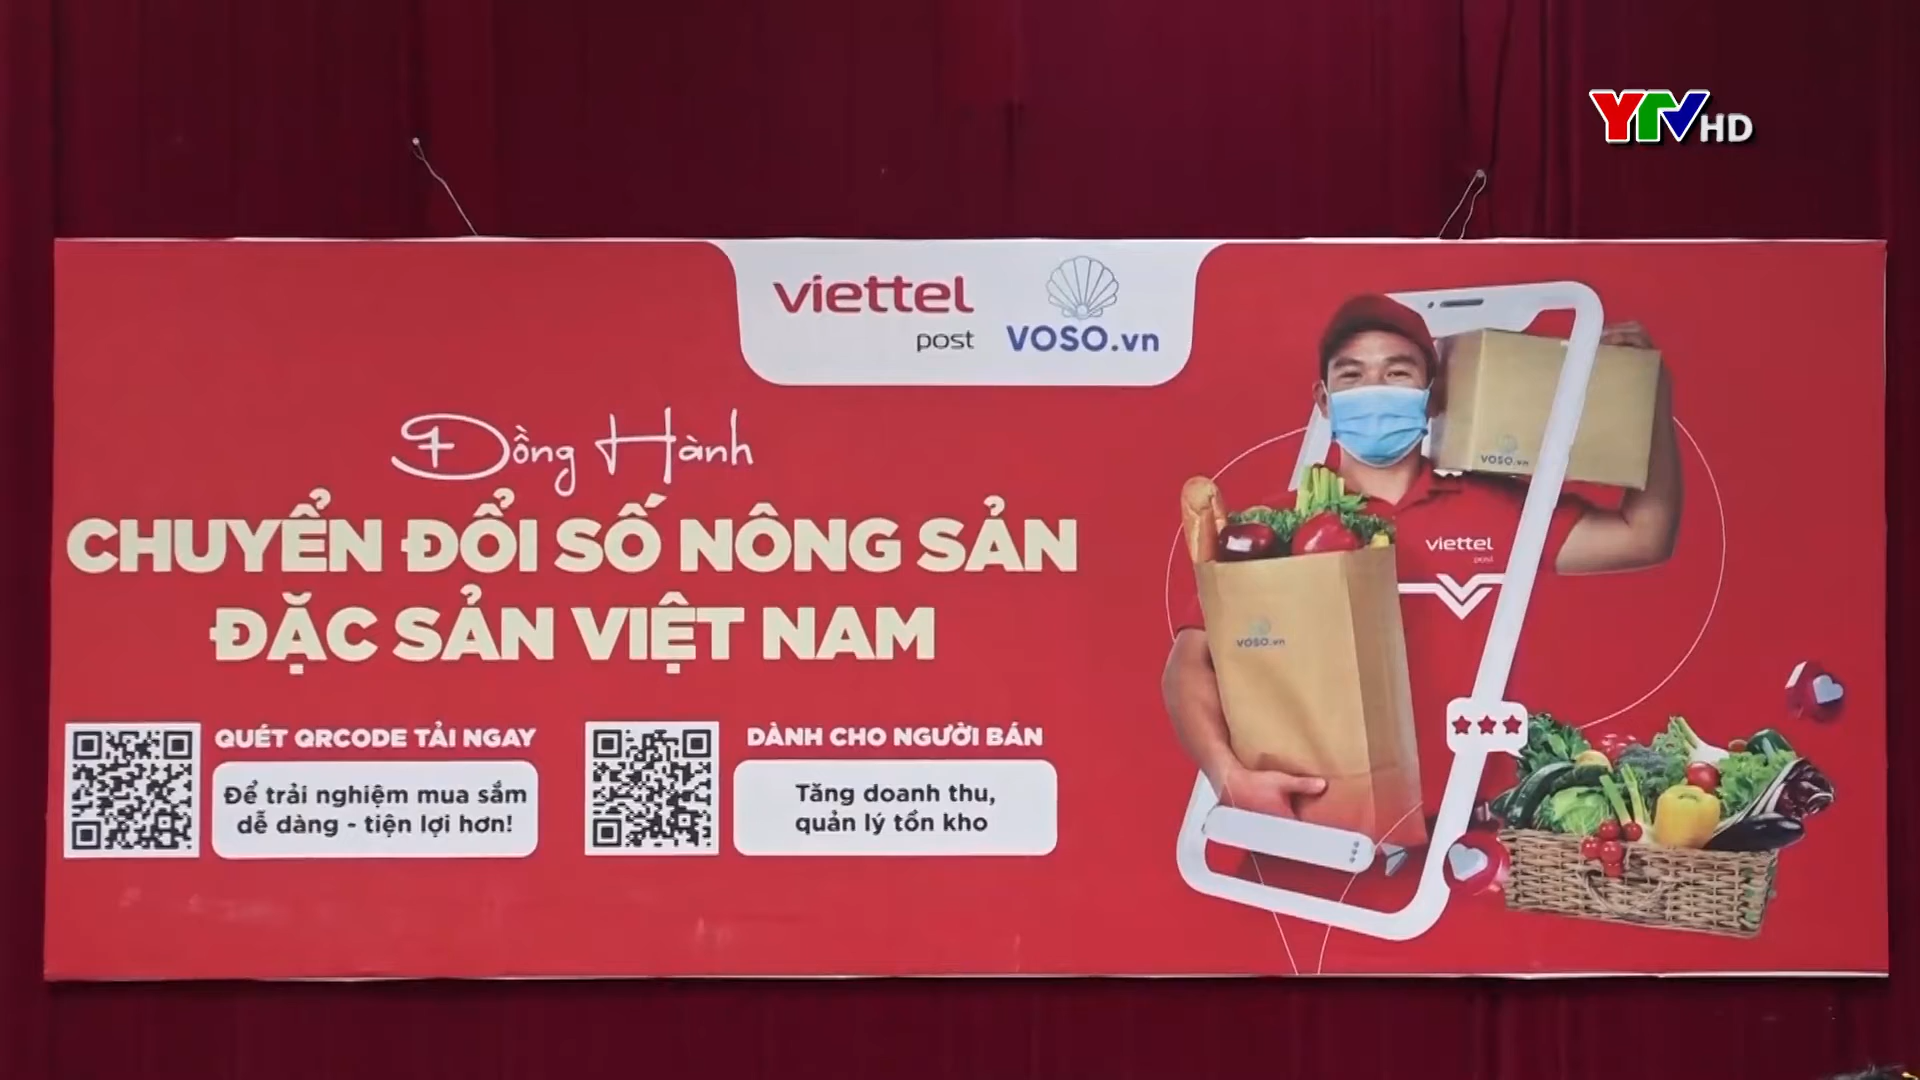 YTV HD
viettel
post
VOSO.vn
Đồng Hành
CHUYỂN ĐỔI SỐ NÔNG SẢN
ĐẶC SẢN VIỆT NAM
QUÉT QRCODE TẢI NGAY
Để trải nghiệm mua sắm
dễ dàng - tiện lợi hơn!
DÀNH CHO NGƯỜI BÁN
Tăng doanh thu,
quản lý tồn kho
VOSO.vn
viettel
post
VOSO.vn